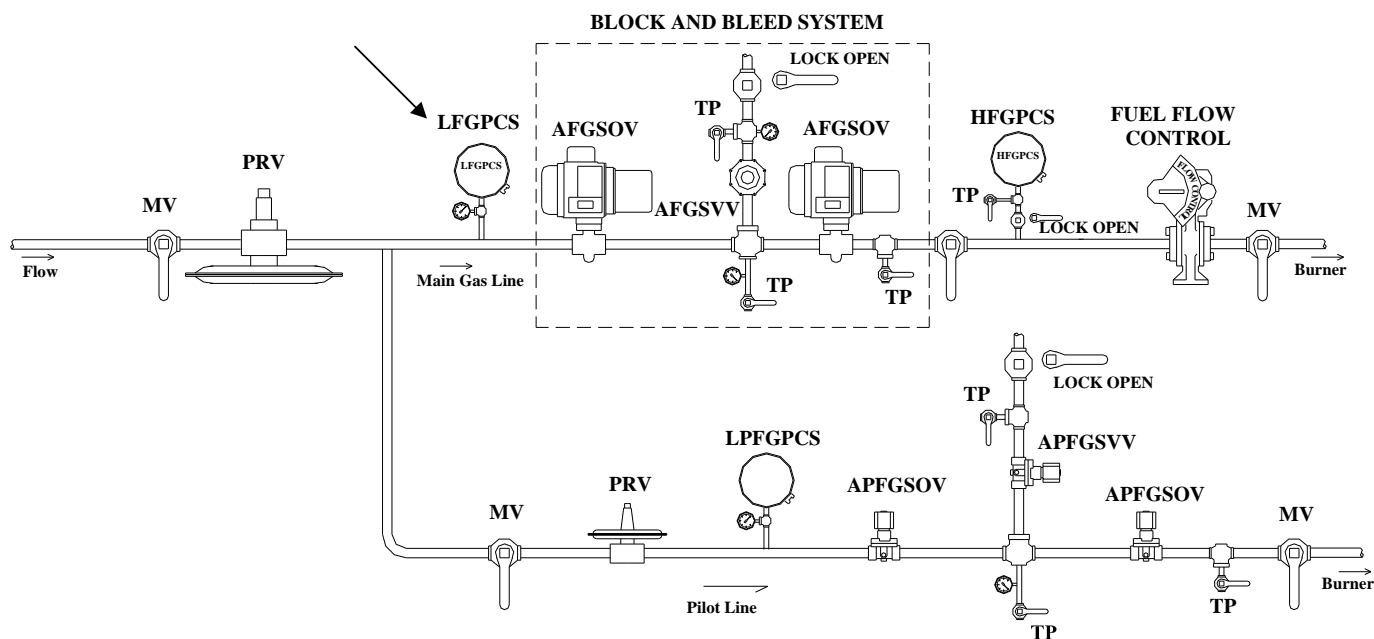 BLOCK AND BLEED SYSTEM
LOCK OPEN
TP
LFGPCS
AFGSOV
AFGSOV
HFGPCS
FUEL FLOW
CONTROL
PRV
LFGPCS
HFGPCS
FLOW CONTROL
TP
MV
AFGSVV
LOCK OPEN
MV
Flow
Main Gas Line
TP
TP
Burner
LOCK OPEN
TP
LPFGPCS
APFGSVV
PRV
APFGSOV
APFGSOV
MV
MV
Pilot Line
Burner
TP
TP